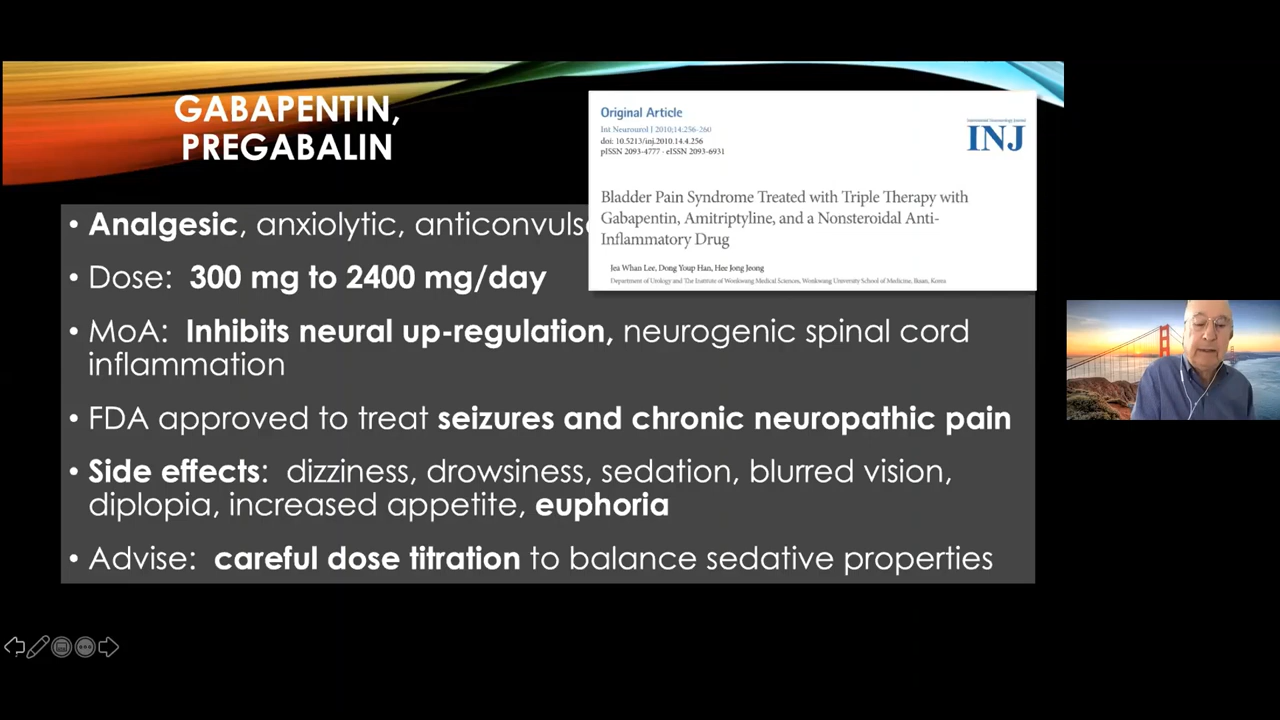 GABAPENTIN,
PREGABALIN
Original Article
Int Neurourol J 2010;14:256-260
doi: 10.5213/inj.2010.14.4.256
pISSN 2093-4777 · eISSN 2093-6931
International Neurourology Journal
INJ
Bladder Pain Syndrome Treated with Triple Therapy with
Gabapentin, Amitriptyline, and a Nonsteroidal Anti-
Inflammatory Drug
Jea Whan Lee, Dong Youp Han, Hee Jong Jeong
Department of Urology and The Institute of Wonkwang Medical Sciences, Wonkwang University School of Medicine, Iksan, Korea
• Analgesic, anxiolytic, anticonvuls
• Dose: 300 mg to 2400 mg/day
• MoA: Inhibits neural up-regulation, neurogenic spinal cord
inflammation
• FDA approved to treat seizures and chronic neuropathic pain
• Side effects: dizziness, drowsiness, sedation, blurred vision,
diplopia, increased appetite, euphoria
• Advise: careful dose titration to balance sedative properties